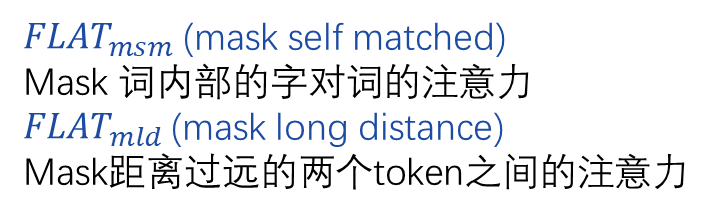 FLATmsm (mask self matched)
Mask 词内部的字对词的注意力
FLATmld (mask long distance)
Mask距离过远的两个token之间的注意力